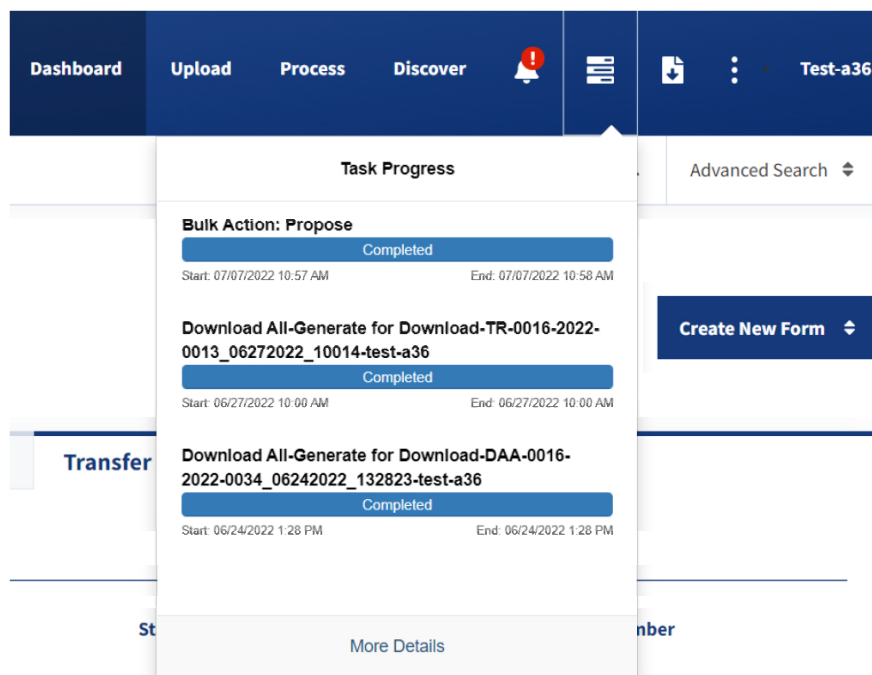 Dashboard Upload Process Discover ! Test-a36
Task Progress
Advanced Search
Bulk Action: Propose
Completed
Start: 07/07/2022 10:57 AM End: 07/07/2022 10:58 AM
Create New Form
Download All-Generate for Download-TR-0016-2022-
0013_06272022_10014-test-a36
Completed
Start: 06/27/2022 10:00 AM End: 06/27/2022 10:00 AM
Transfer
Download All-Generate for Download-DAA-0016-
2022-0034_06242022_132823-test-a36
Completed
Start: 06/24/2022 1:28 PM End: 06/24/2022 1:28 PM
St mber
More Details